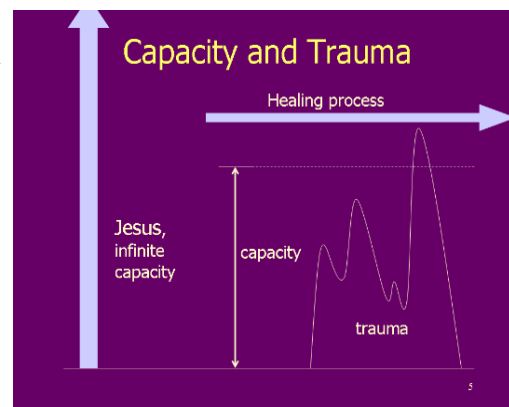 Capacity and Trauma
Healing process
Jesus,
infinite
capacity
capacity
trauma
5